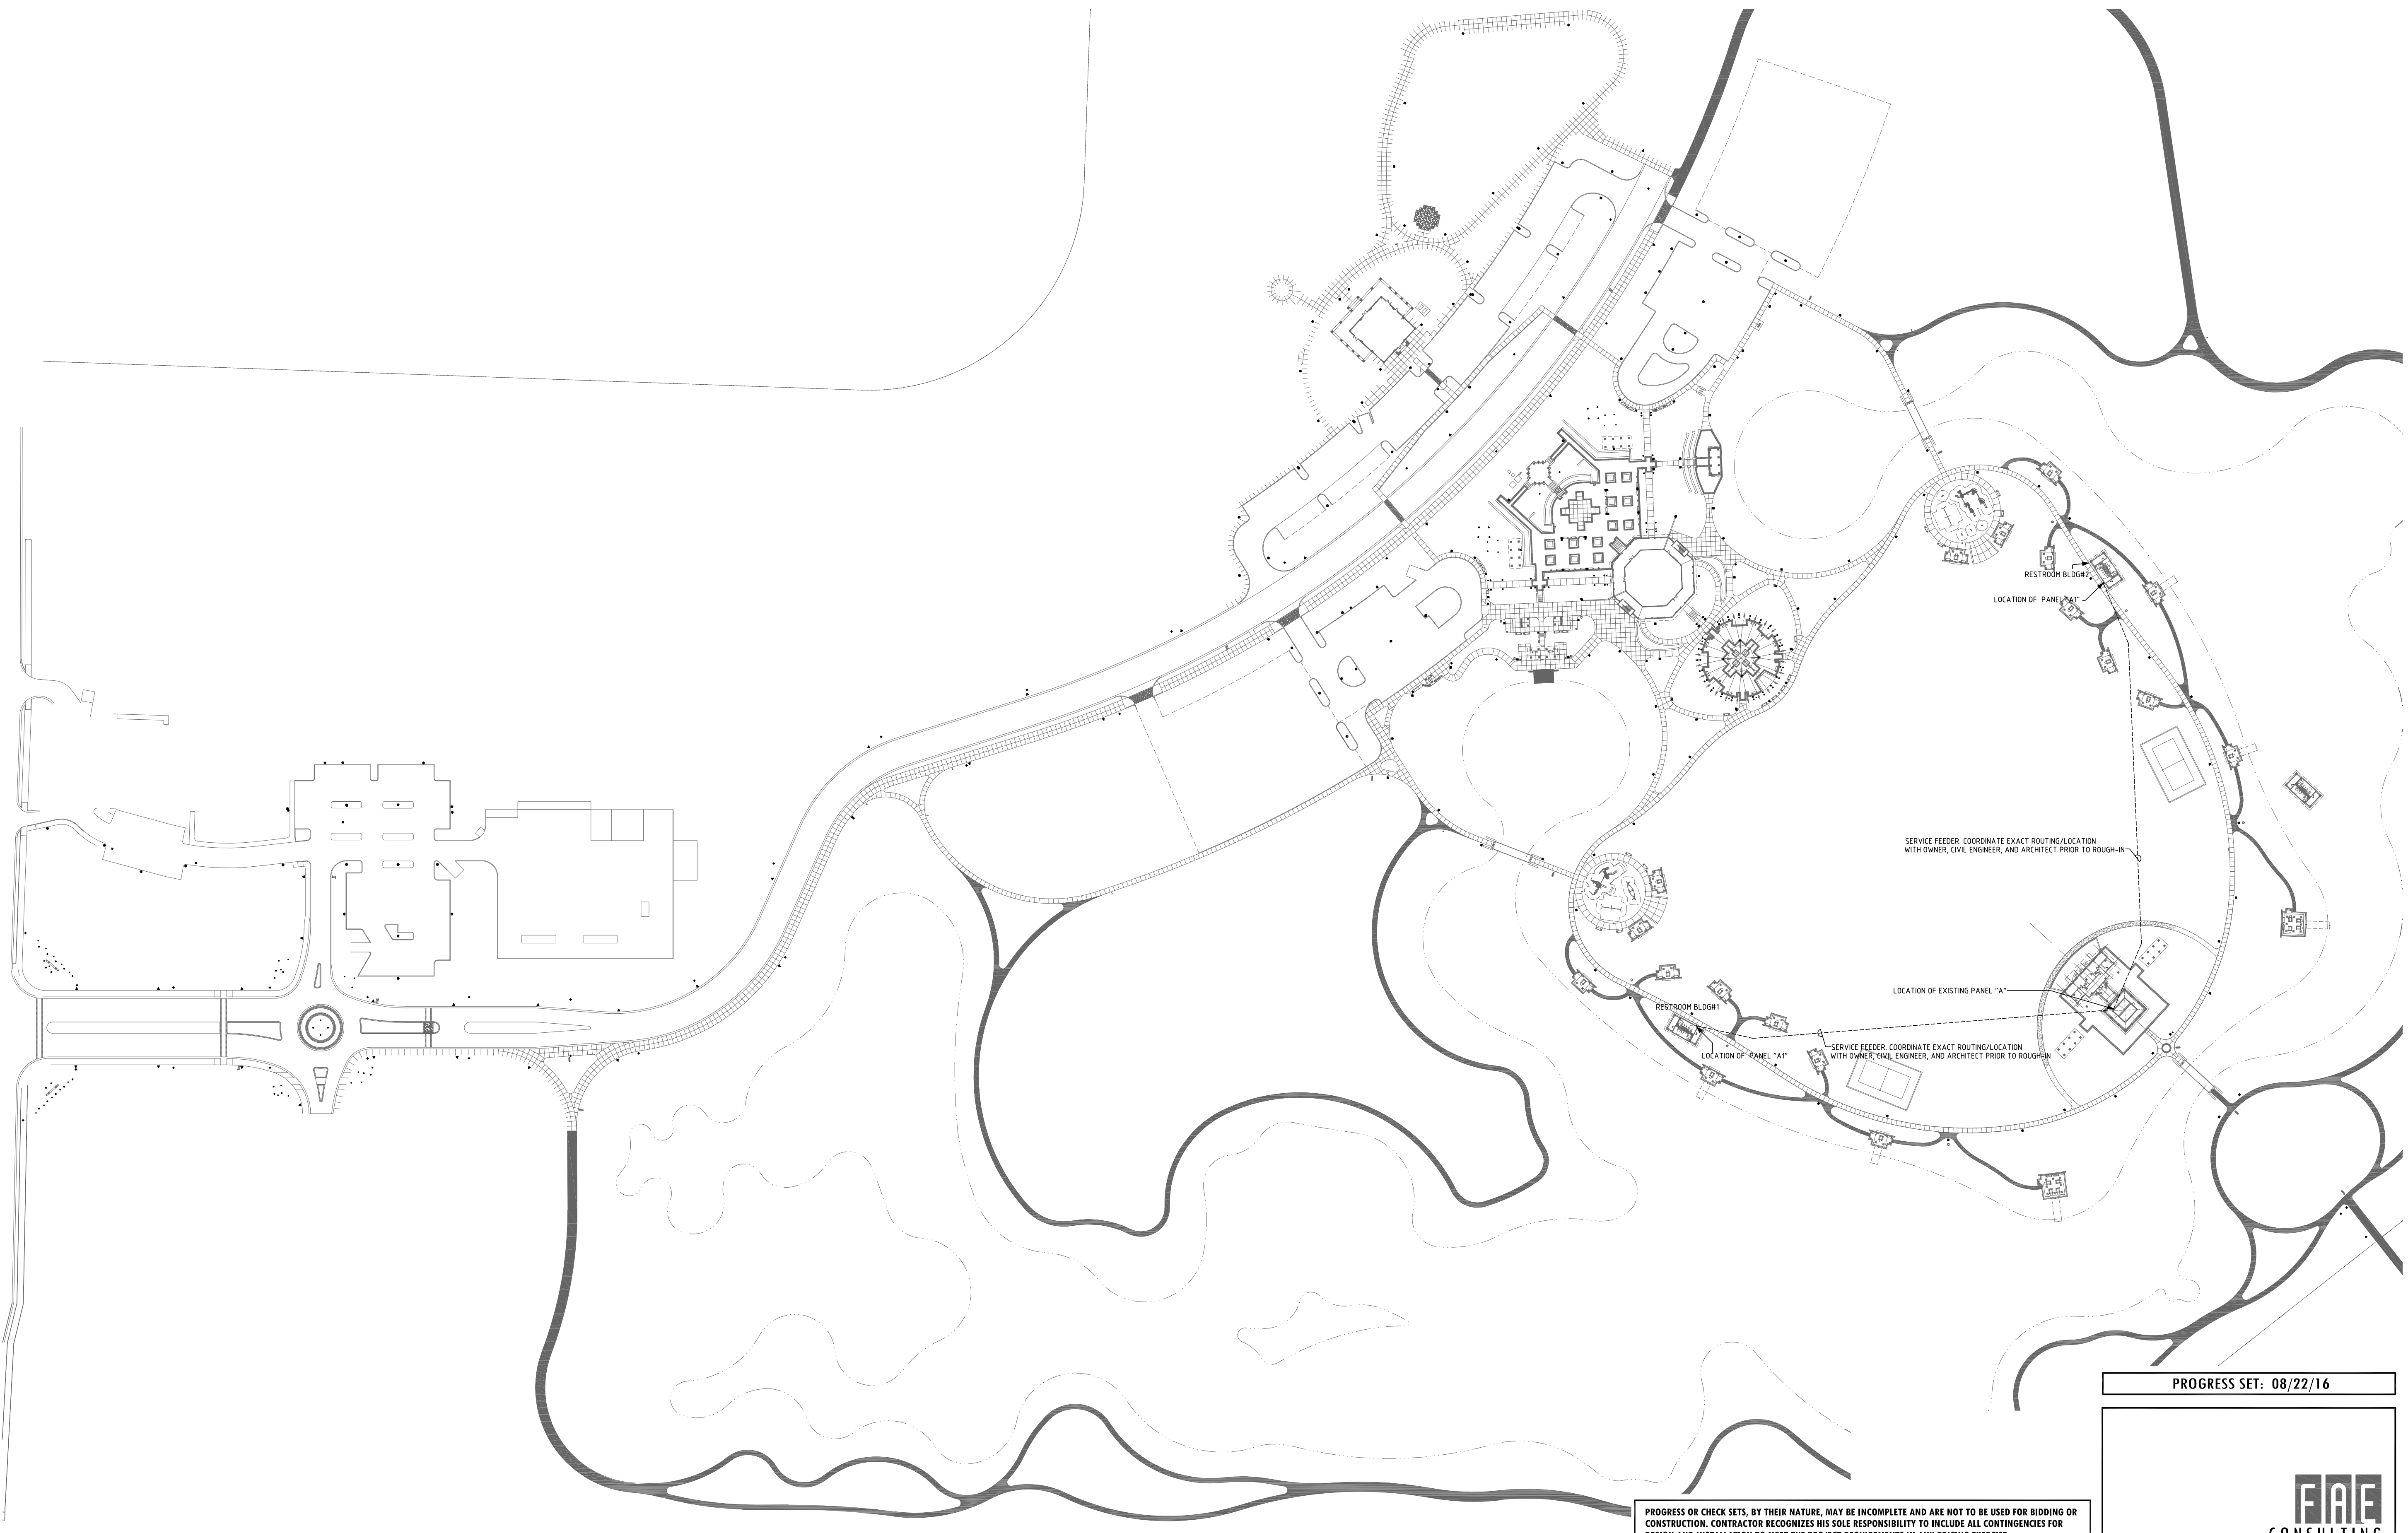 RESTROOM BLDG#2
LOCATION OF PANEL "A1"
SERVICE FEEDER. COORDINATE EXACT ROUTING/LOCATION
WITH OWNER, CIVIL ENGINEER, AND ARCHITECT PRIOR TO ROUGH-IN
LOCATION OF EXISTING PANEL "A"
RESTROOM BLDG#1
LOCATION OF PANEL "A1"
SERVICE FEEDER. COORDINATE EXACT ROUTING/LOCATION
WITH OWNER, CIVIL ENGINEER, AND ARCHITECT PRIOR TO ROUGH-IN
PROGRESS SET: 08/22/16
PROGRESS OR CHECK SETS, BY THEIR NATURE, MAY BE INCOMPLETE AND ARE NOT TO BE USED FOR BIDDING OR
CONSTRUCTION. CONTRACTOR RECOGNIZES HIS SOLE RESPONSIBILITY TO INCLUDE ALL CONTINGENCIES FOR
FAE
CONSULTING